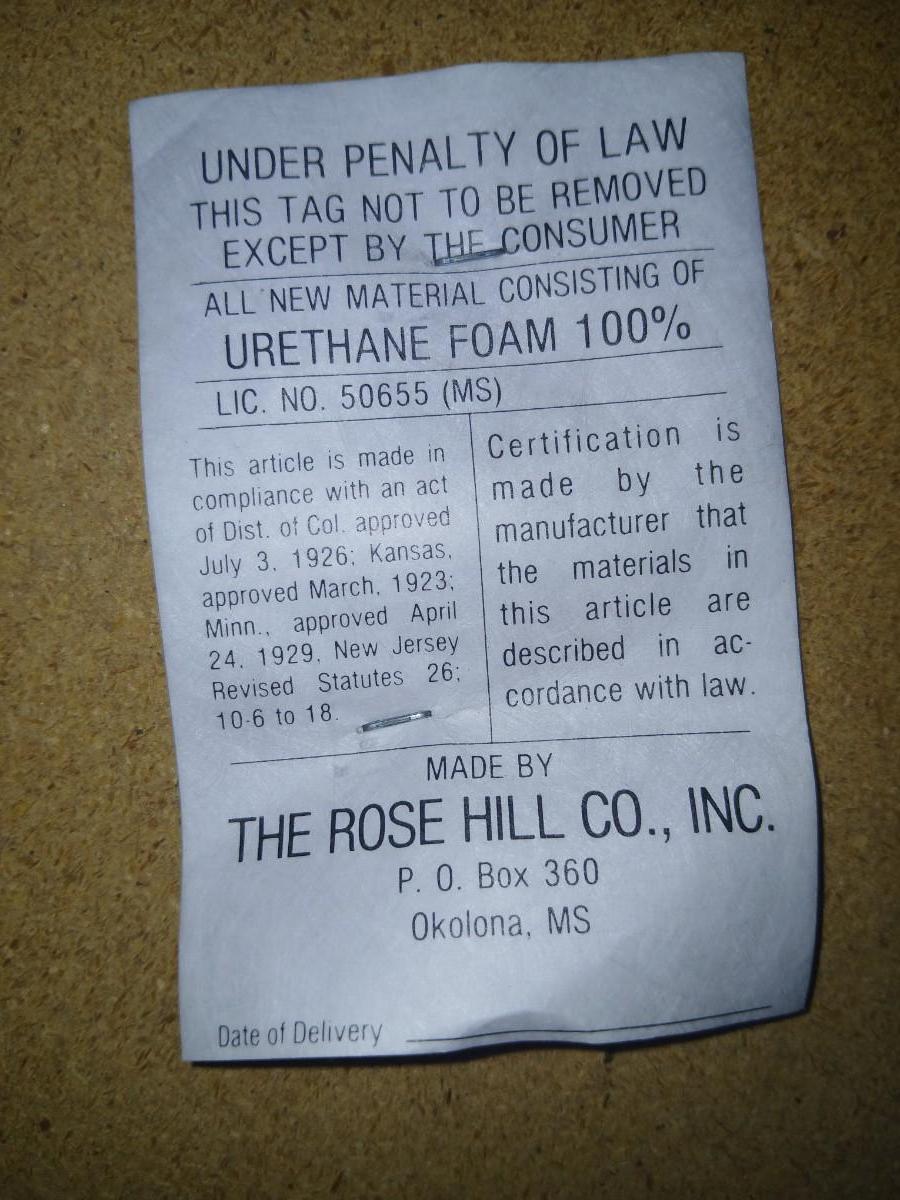 UNDER PENALTY OF LAW
THIS TAG NOT TO BE REMOVED
EXCEPT BY THE CONSUMER
ALL NEW MATERIAL CONSISTING OF
URETHANE FOAM 100%
LIC. NO. 50655 (MS)
This article is made in
compliance with an act
of Dist. of Col. approved
July 3, 1926; Kansas,
approved March, 1923;
Minn., approved April
24, 1929, New Jersey
Revised Statutes 26;
10-6 to 18.
Certification is
made by the
manufacturer that
the materials in
this article are
described in ac-
cordance with law.
MADE BY
THE ROSE HILL CO., INC.
P. O. Box 360
Okolona, MS
Date of Delivery